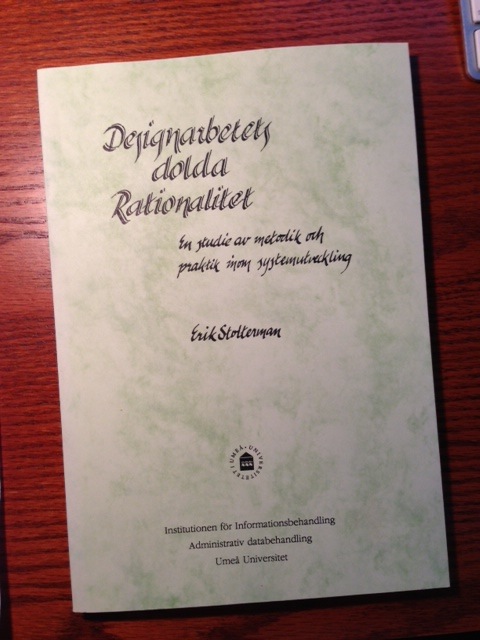 Designarbetets
dolda
Rationalitet
En studie av metodik och
praktik inom systemutveckling
Erik Stolterman
UMEÅ · UNIVERSITET
Institutionen för Informationsbehandling
Administrativ databehandling
Umeå Universitet